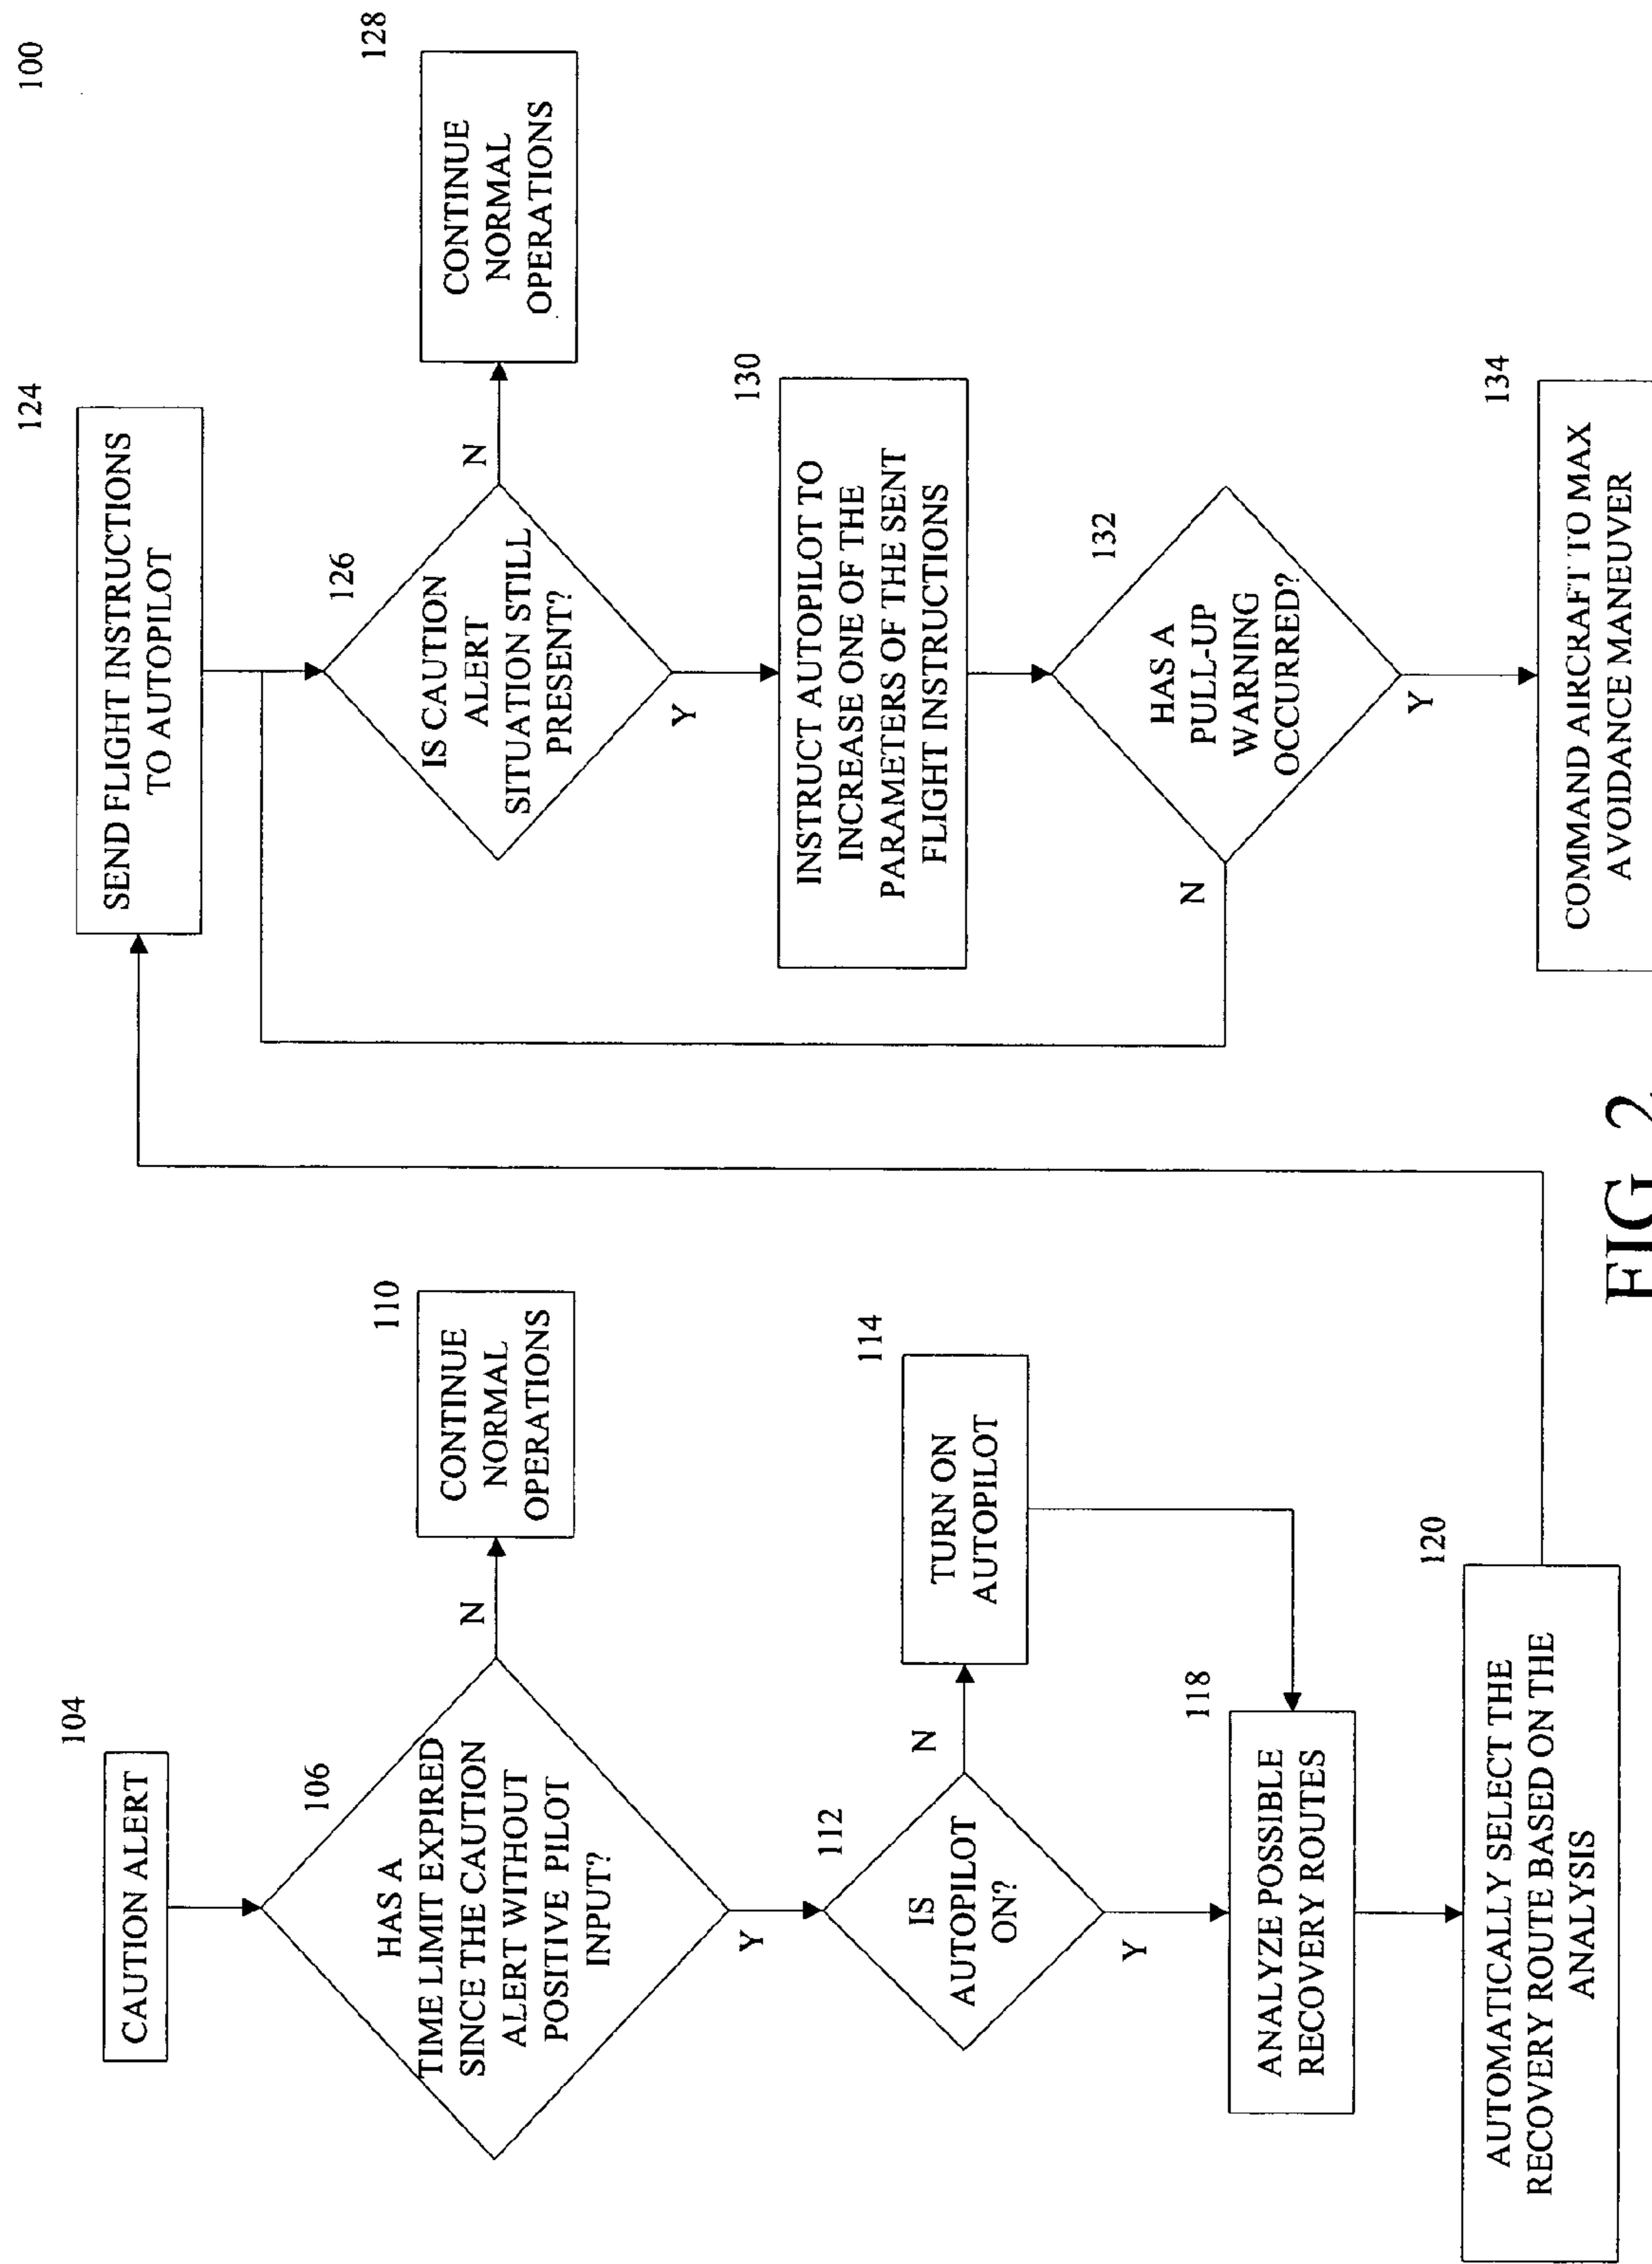 100
104
CAUTION ALERT
106
HAS A
TIME LIMIT EXPIRED
SINCE THE CAUTION
ALERT WITHOUT
POSITIVE PILOT
INPUT?
N
110
CONTINUE
NORMAL
OPERATIONS
Y
112
IS
AUTOPILOT
ON?
N
114
TURN ON
AUTOPILOT
Y
118
ANALYZE POSSIBLE
RECOVERY ROUTES
120
AUTOMATICALLY SELECT THE
RECOVERY ROUTE BASED ON THE
ANALYSIS
124
SEND FLIGHT INSTRUCTIONS
TO AUTOPILOT
126
IS CAUTION
ALERT
SITUATION STILL
PRESENT?
N
128
CONTINUE
NORMAL
OPERATIONS
Y
130
INSTRUCT AUTOPILOT TO
INCREASE ONE OF THE
PARAMETERS OF THE SENT
FLIGHT INSTRUCTIONS
132
HAS A
PULL-UP
WARNING
OCCURRED?
N
Y
134
COMMAND AIRCRAFT TO MAX
AVOIDANCE MANEUVER
FIG. 2